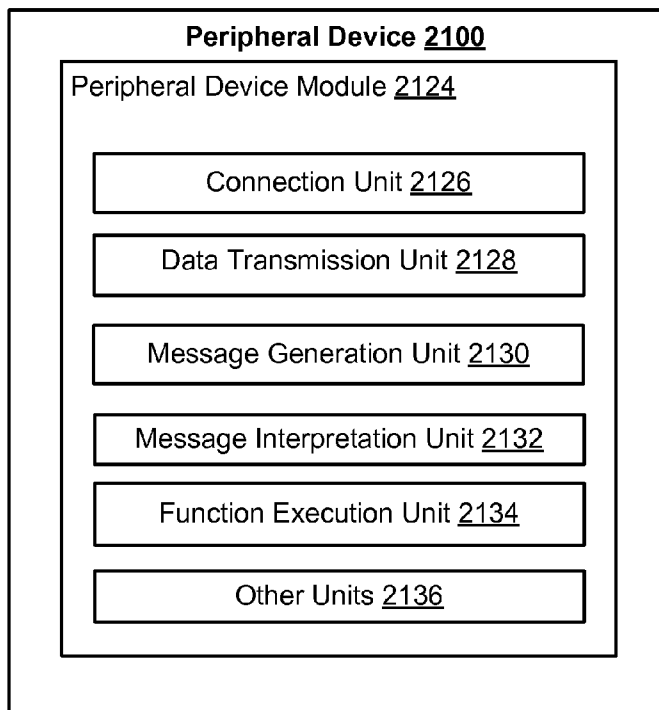 Peripheral Device 2100
Peripheral Device Module 2124
Connection Unit 2126
Data Transmission Unit 2128
Message Generation Unit 2130
Message Interpretation Unit 2132
Function Execution Unit 2134
Other Units 2136